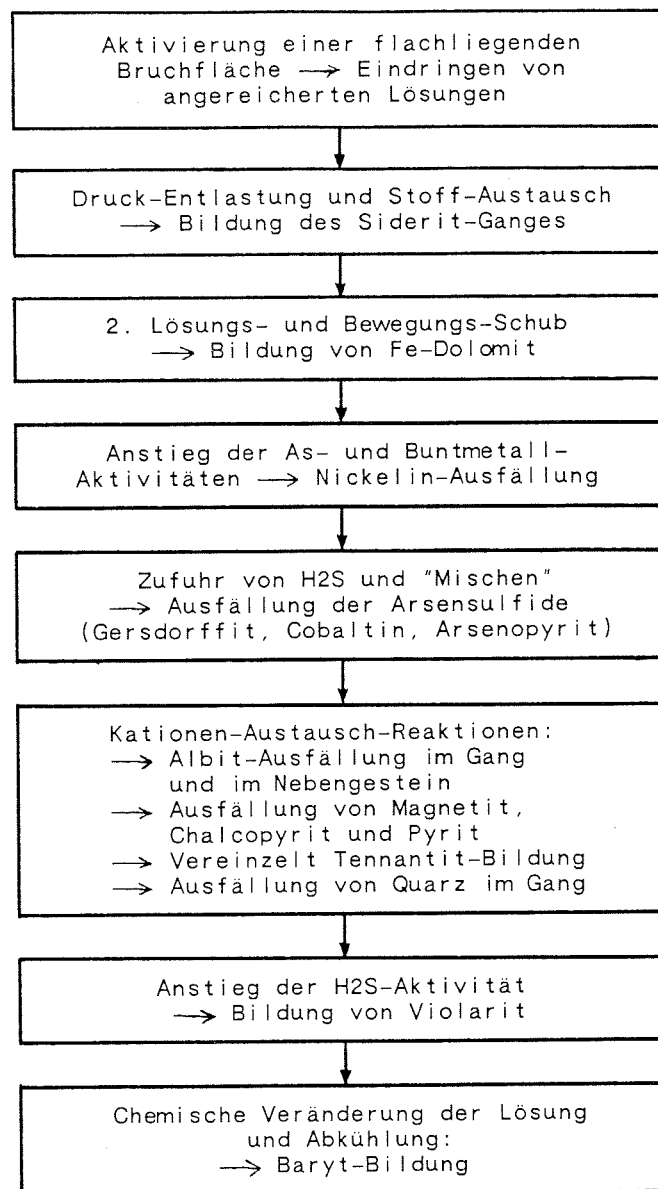 Aktivierung einer flachliegenden
Bruchfläche → Eindringen von
angereicherten Lösungen
Druck-Entlastung und Stoff-Austausch
→ Bildung des Siderit-Ganges
2. Lösungs- und Bewegungs-Schub
→ Bildung von Fe-Dolomit
Anstieg der As- und Buntmetall-
Aktivitäten → Nickelin-Ausfällung
Zufuhr von H2S und "Mischen"
→ Ausfällung der Arsensulfide
(Gersdorffit, Cobaltin, Arsenopyrit)
Kationen-Austausch-Reaktionen:
→ Albit-Ausfällung im Gang
und im Nebengestein
→ Ausfällung von Magnetit,
Chalcopyrit und Pyrit
→ Vereinzelt Tennantit-Bildung
→ Ausfällung von Quarz im Gang
Anstieg der H2S-Aktivität
→ Bildung von Violarit
Chemische Veränderung der Lösung
und Abkühlung:
→ Baryt-Bildung